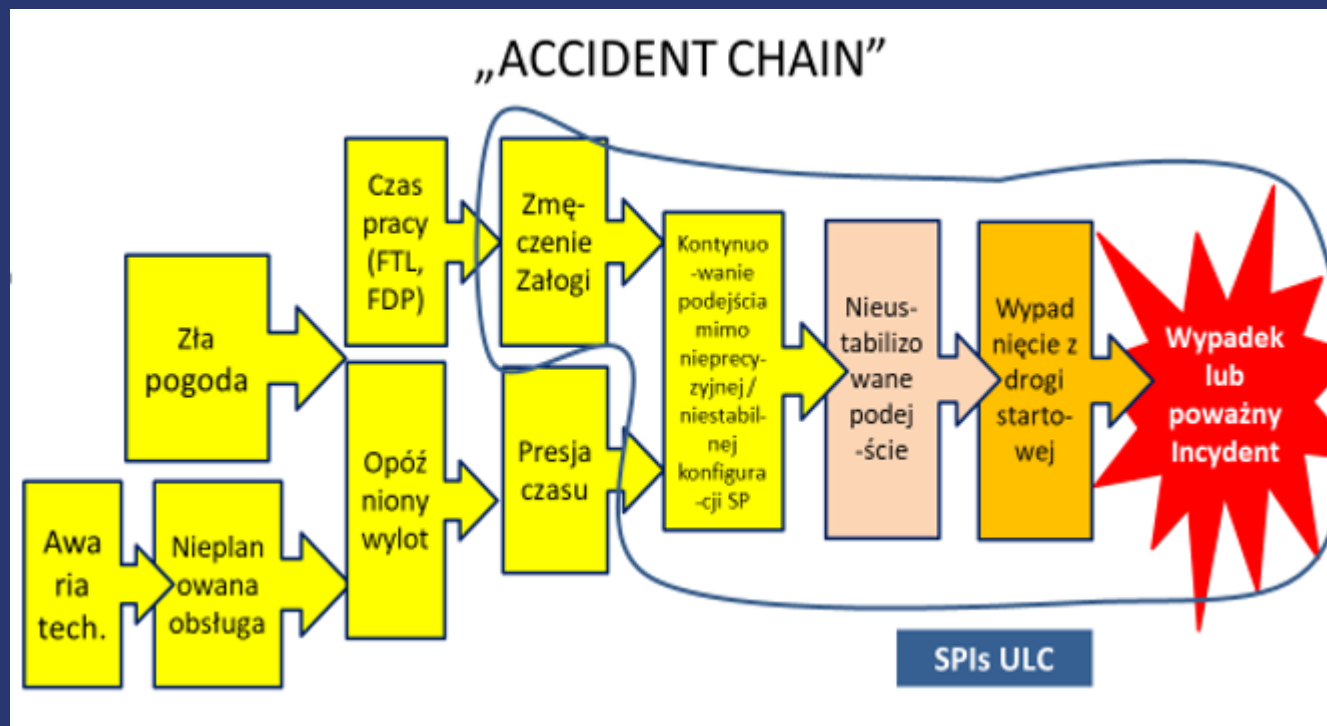 „ACCIDENT CHAIN”
Awa
ria
tech.
Nieplan
owana
obsługa
Zła
pogoda
Czas
pracy
(FTL,
FDP)
Opóź
niony
wylot
Zmę-
czenie
Załogi
Presja
czasu
Kontynuo
-wanie
podejścia
mimo
nieprecy-
zyjnej /
niestabil-
nej
konfigura
-cji SP
Nieus-
tabilizo
wane
podej
-ście
Wypad
nięcie z
drogi
starto-
wej
Wypadek
lub
poważny
Incydent
SPIs ULC